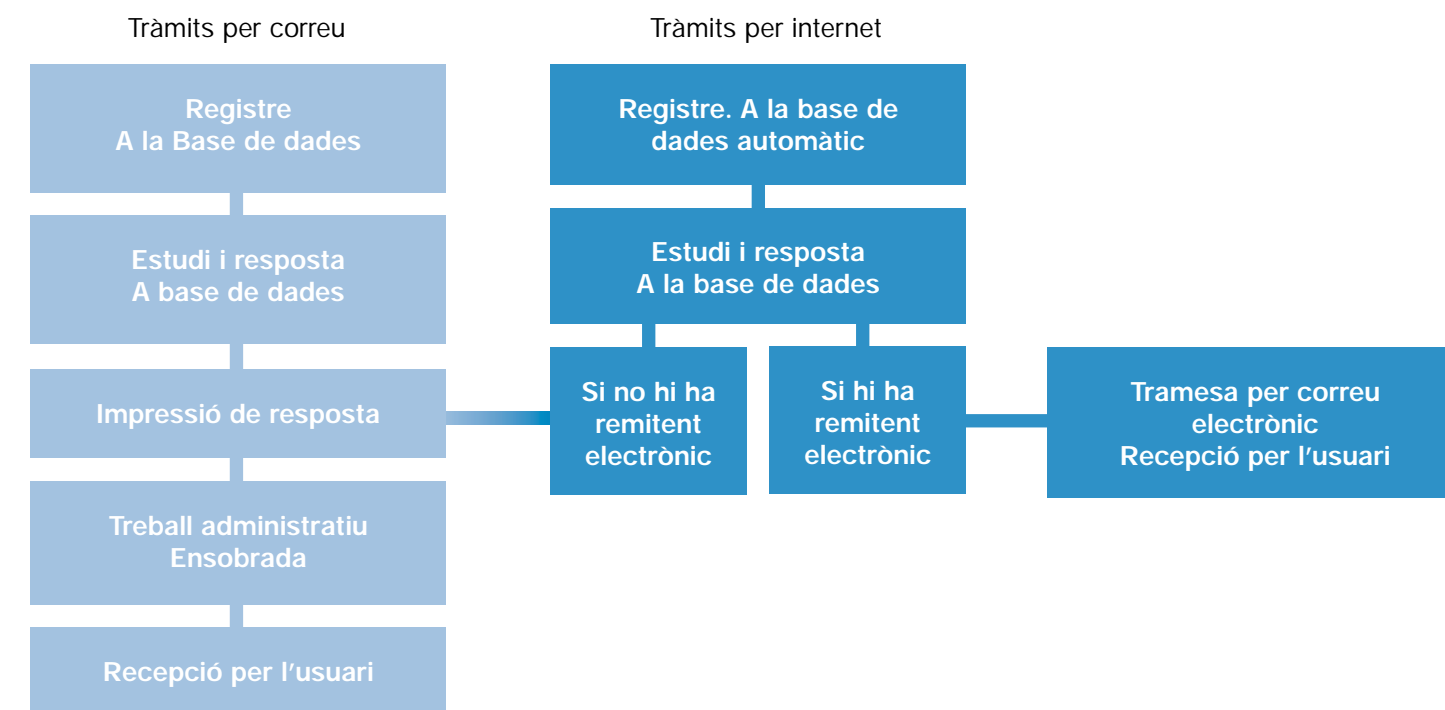 Tràmits per correu
Registre
A la Base de dades
Estudi i resposta
A base de dades
Impressió de resposta
Treball administratiu
Ensobrada
Recepció per l'usuari
Tràmits per internet
Registre. A la base de
dades automàtic
Estudi i resposta
A la base de dades
Si no hi ha
remitent
electrònic
Si hi ha
remitent
electrònic
Tramesa per correu
electrònic
Recepció per l'usuari